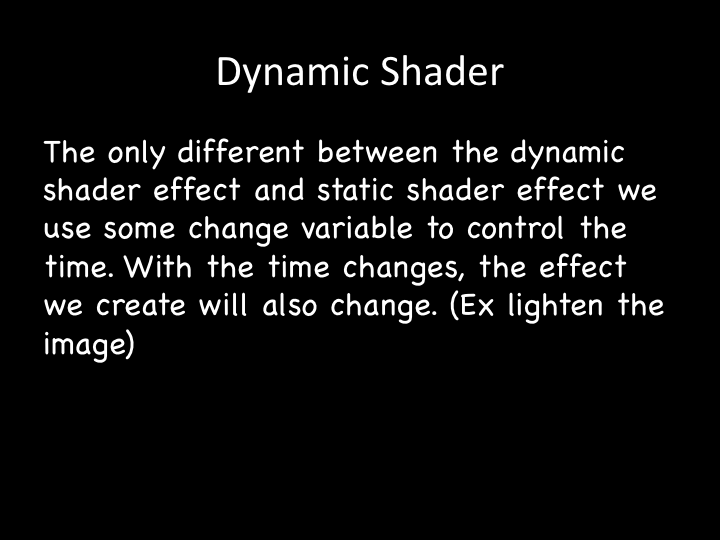 Dynamic Shader
The only different between the dynamic
shader effect and static shader effect we
use some change variable to control the
time. With the time changes, the effect
we create will also change. (Ex lighten the
image)